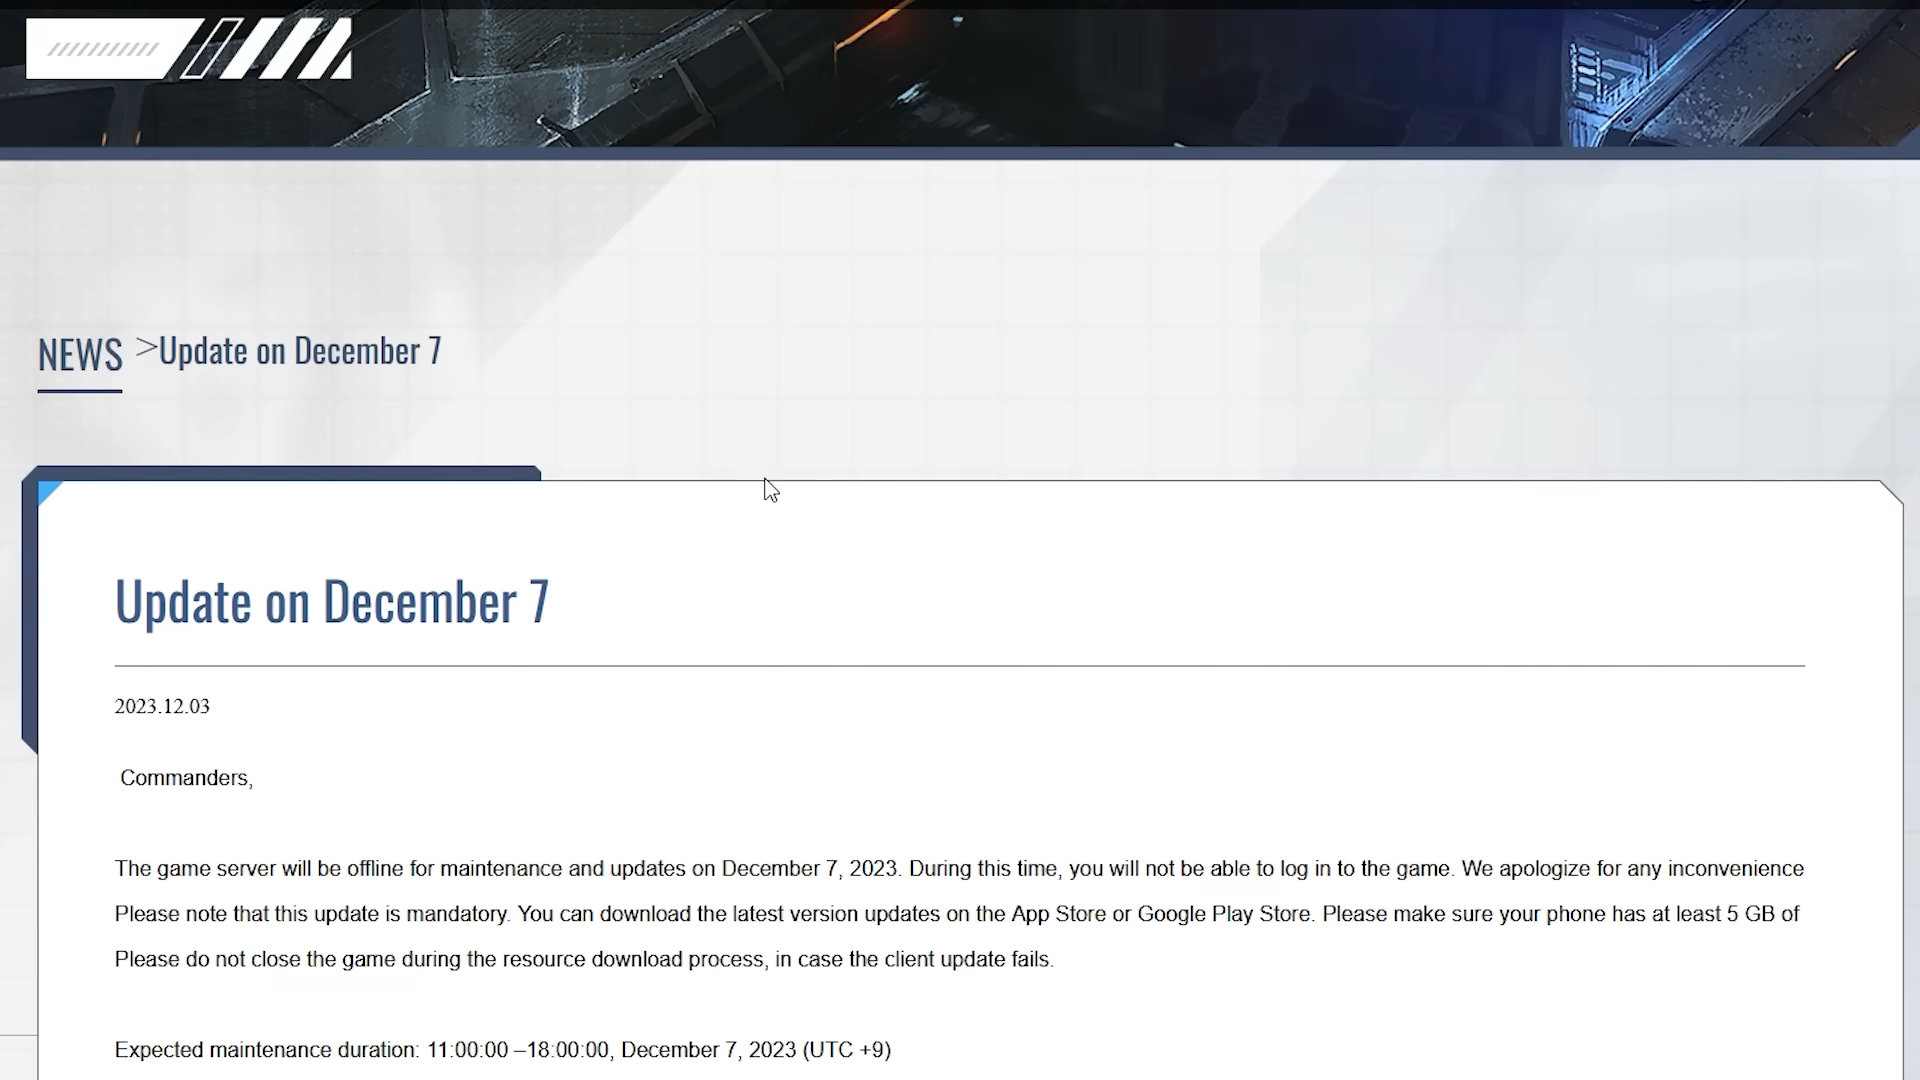 NEWS >Update on December 7
Update on December 7
2023.12.03
Commanders,
The game server will be offline for maintenance and updates on December 7, 2023. During this time, you will not be able to log in to the game. We apologize for any inconvenience
Please note that this update is mandatory. You can download the latest version updates on the App Store or Google Play Store. Please make sure your phone has at least 5 GB of
Please do not close the game during the resource download process, in case the client update fails.
Expected maintenance duration: 11:00:00 –18:00:00, December 7, 2023 (UTC +9)